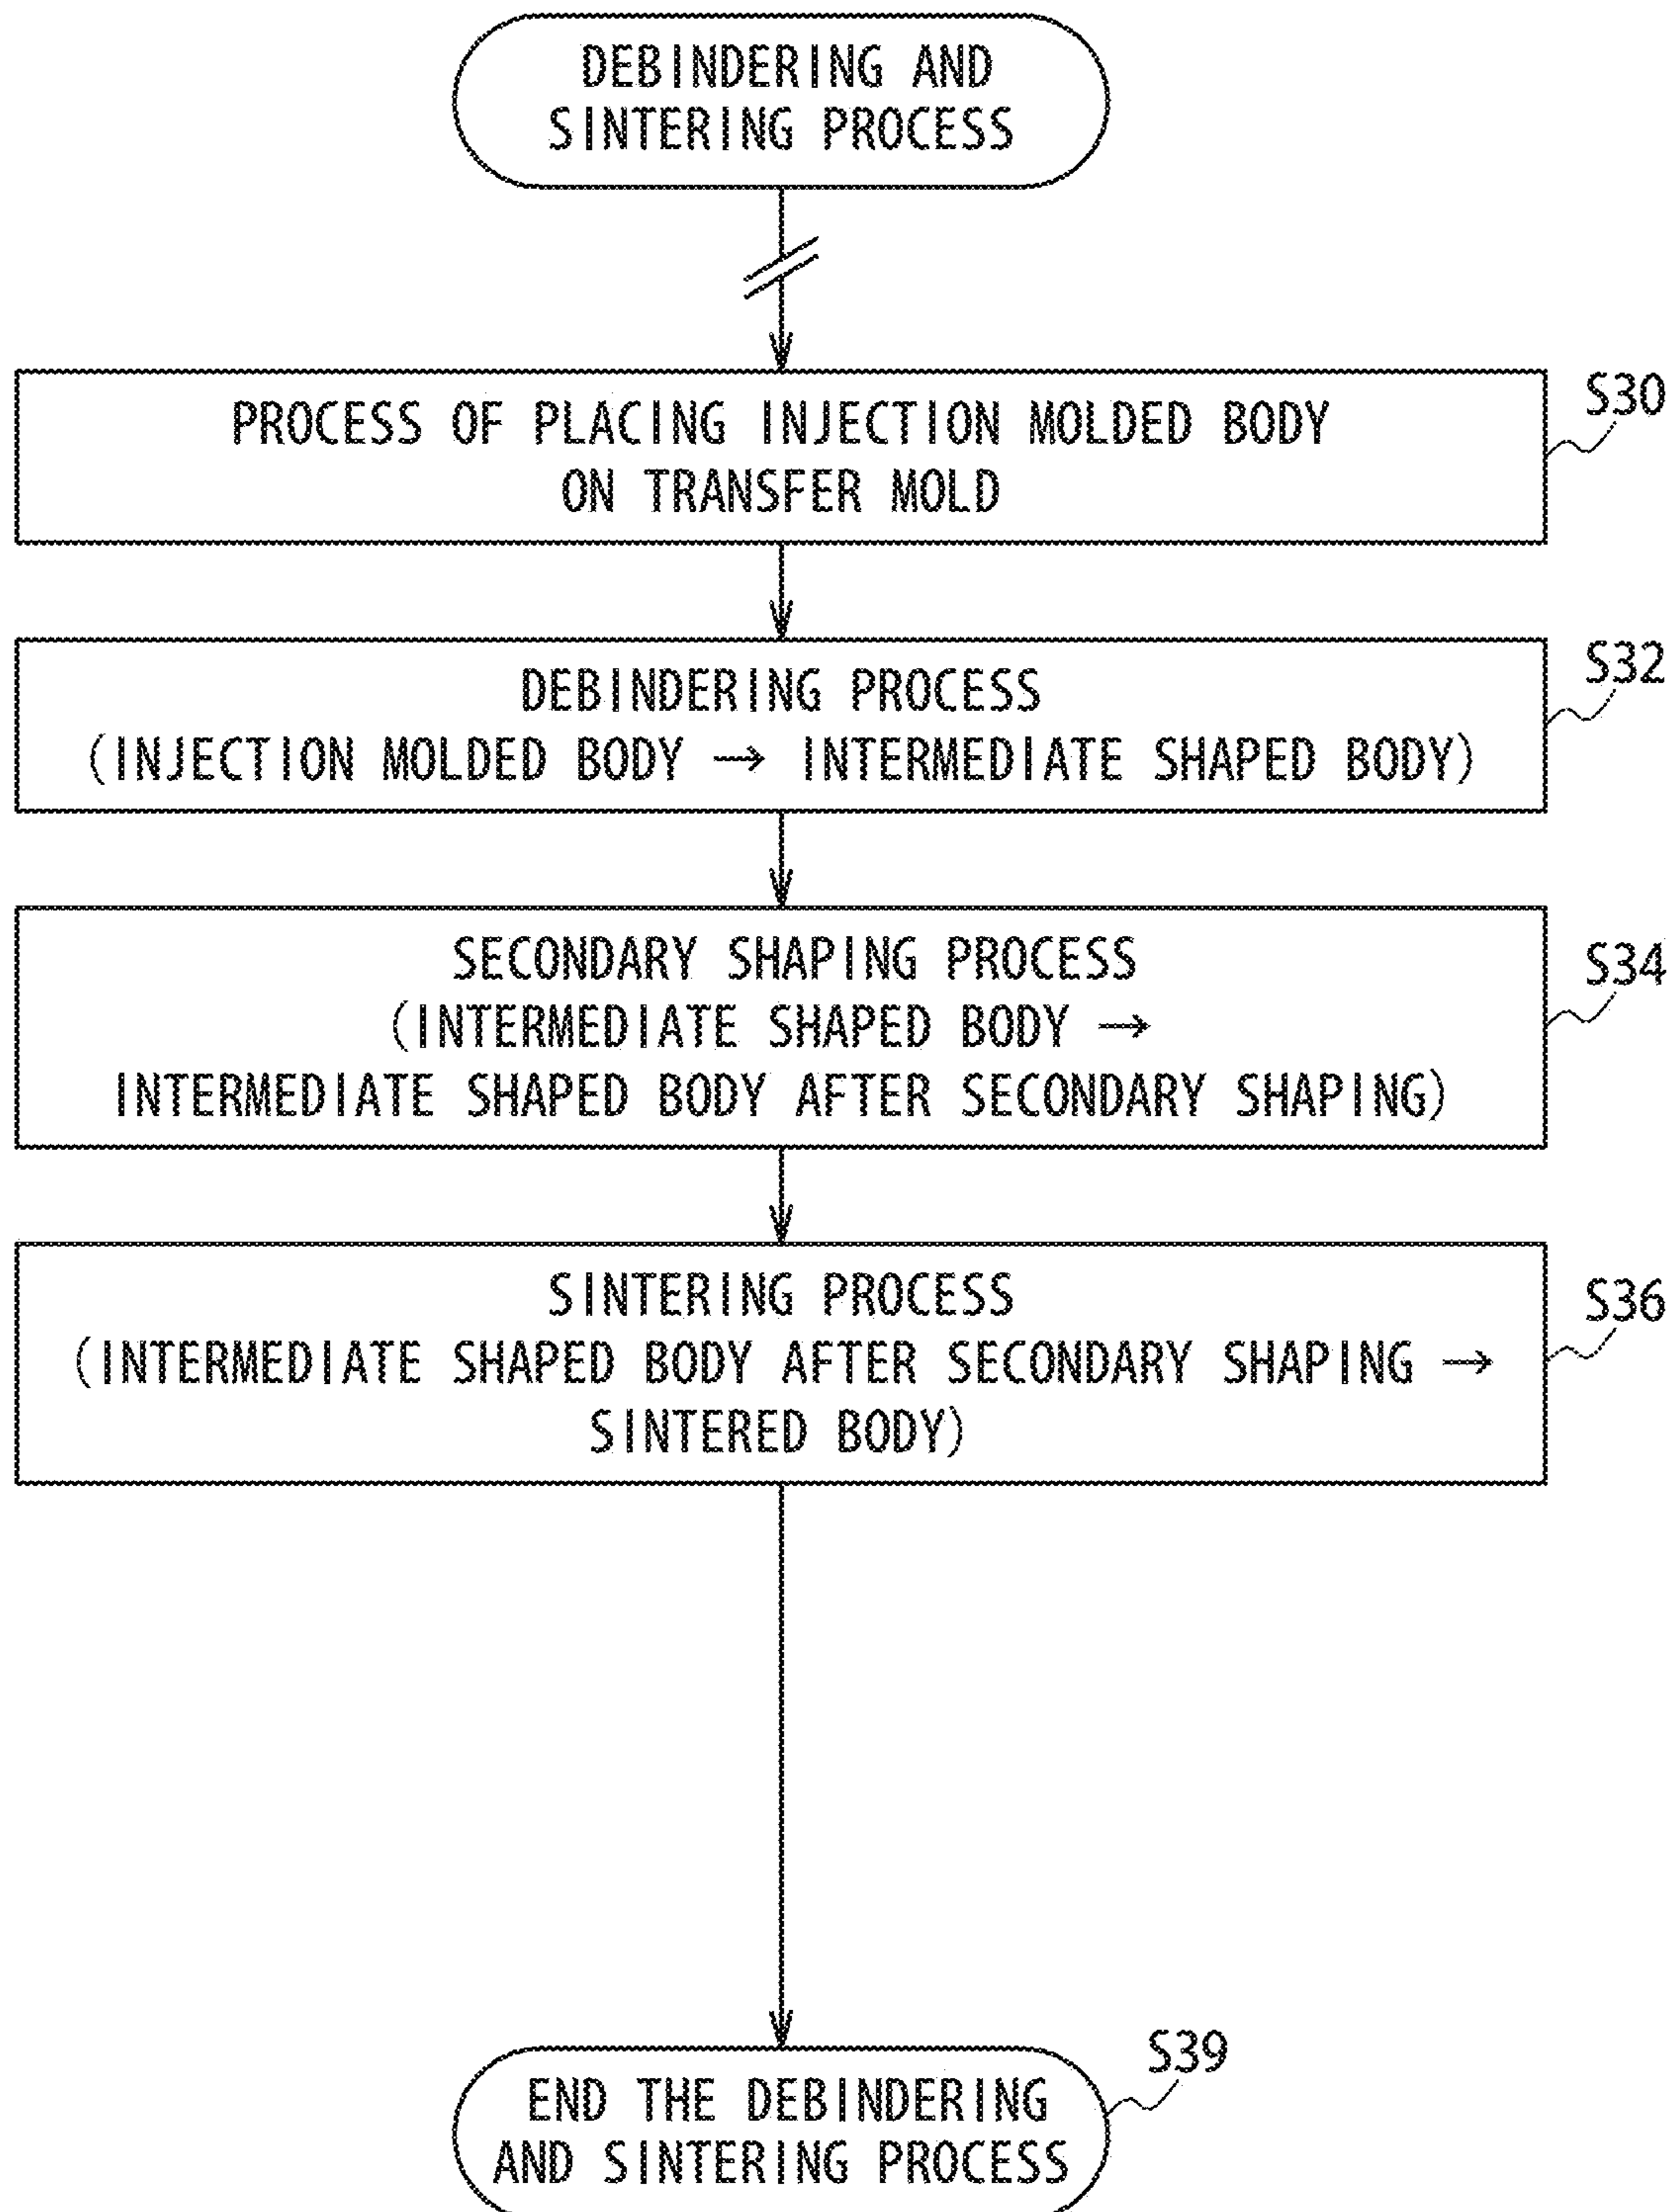 DEBINDERING AND
SINTERING PROCESS
S30
PROCESS OF PLACING INJECTION MOLDED BODY
ON TRANSFER MOLD
S32
DEBINDERING PROCESS
(INJECTION MOLDED BODY → INTERMEDIATE SHAPED BODY)
S34
SECONDARY SHAPING PROCESS
(INTERMEDIATE SHAPED BODY →
INTERMEDIATE SHAPED BODY AFTER SECONDARY SHAPING)
S36
SINTERING PROCESS
(INTERMEDIATE SHAPED BODY AFTER SECONDARY SHAPING →
SINTERED BODY)
S39
END THE DEBINDERING
AND SINTERING PROCESS